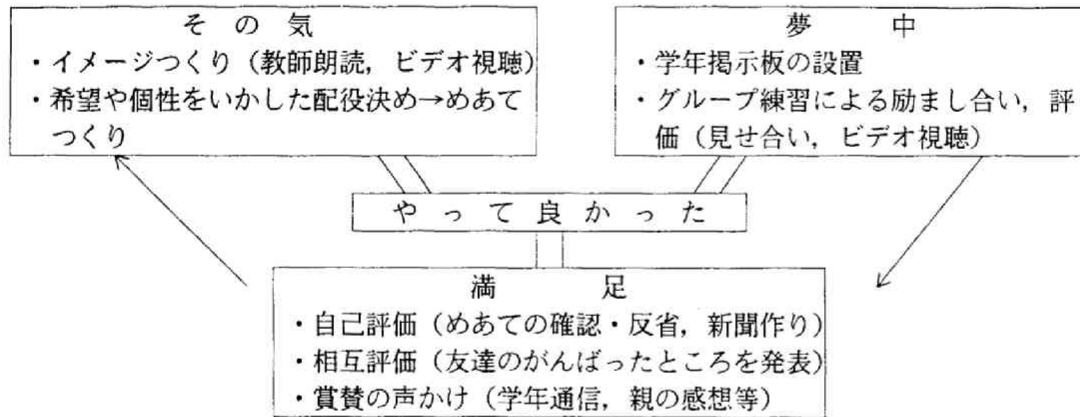 その気
・イメージつくり（教師朗読，ビデオ視聴）
・希望や個性をいかした配役決め→めあて
つくり
夢中
・学年掲示板の設置
・グループ練習による励まし合い，評
価（見せ合い，ビデオ視聴）
やって良かった
満足
・自己評価（めあての確認・反省，新聞作り）
・相互評価（友達のがんばったところを発表）
・賞賛の声かけ（学年通信，親の感想等）